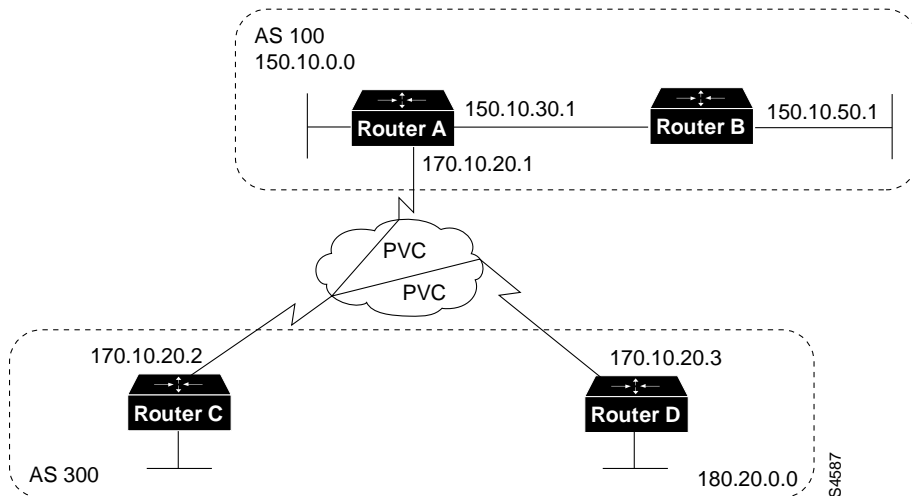 AS 100
150.10.0.0
Router A
150.10.30.1
Router B
150.10.50.1
170.10.20.1
PVC
PVC
170.10.20.2
170.10.20.3
Router C
Router D
AS 300
180.20.0.0
S4587